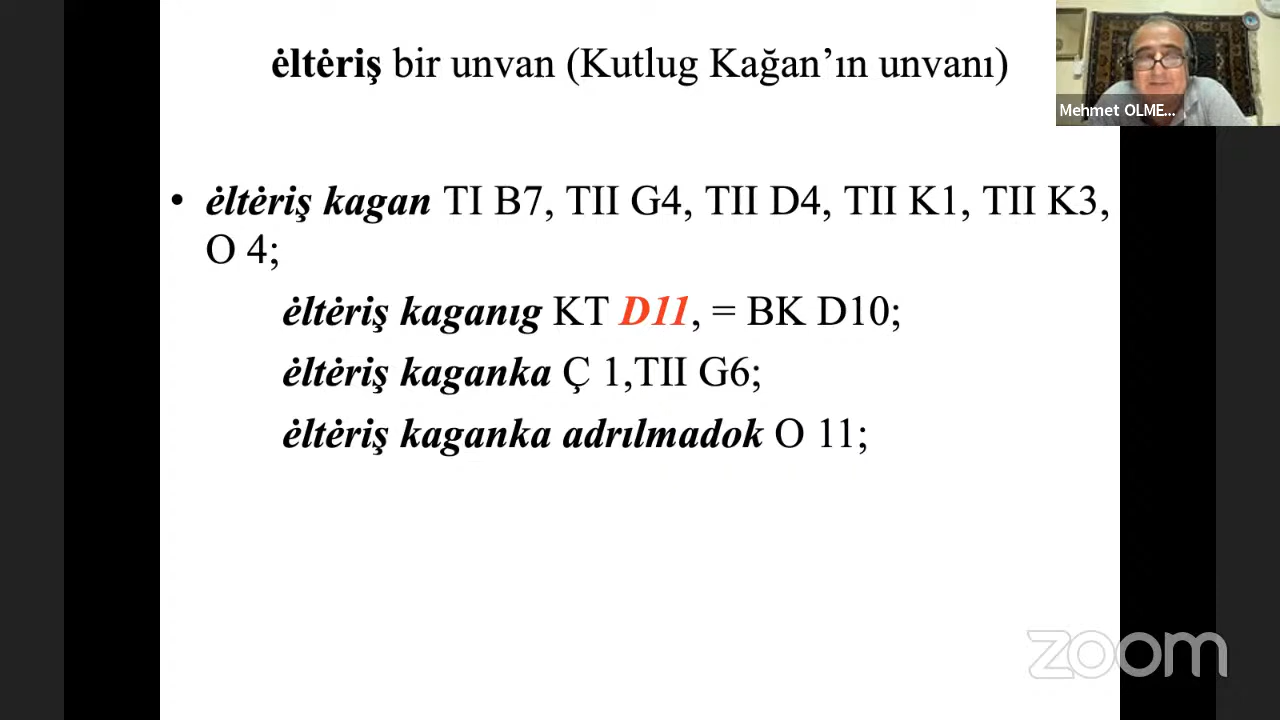 ėltėriş bir unvan (Kutlug Kağan’ın unvanı)
Mehmet OLME...
• ėltėriş kagan TI B7, TII G4, TII D4, TII K1, TII K3,
O 4;
ėltėriş kaganıg KT D11, = BK D10;
ėltėriş kaganka Ç 1,TII G6;
ėltėriş kaganka adrılmadok O 11;
zoom